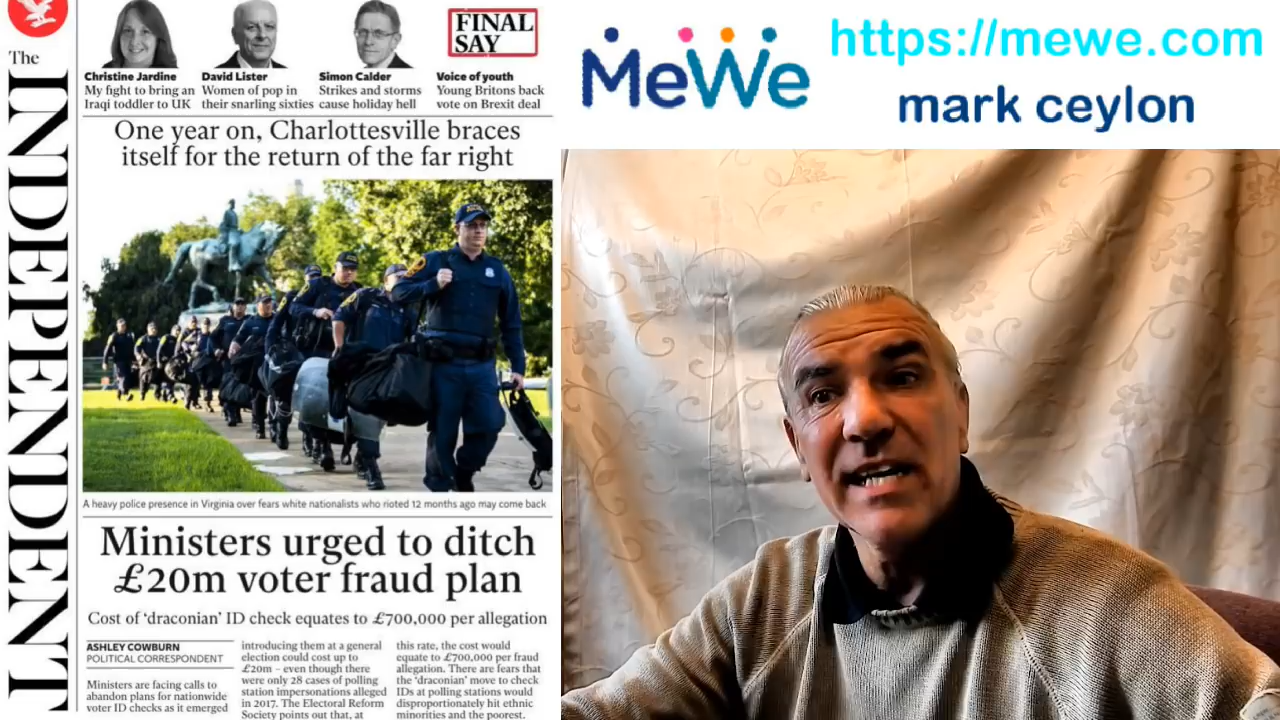 The
INDEPENDENT
Christine Jardine
My fight to bring an
Iraqi toddler to UK
David Lister
Women of pop in
their snarling sixties
Simon Calder
Strikes and storms
cause holiday hell
FINAL
SAY
Voice of youth
Young Britons back
vote on Brexit deal
One year on, Charlottesville braces
itself for the return of the far right
A heavy police presence in Virginia over fears white nationalists who rioted 12 months ago may come back
Ministers urged to ditch
£20m voter fraud plan
Cost of ‘draconian’ ID check equates to £700,000 per allegation
ASHLEY COWBURN
POLITICAL CORRESPONDENT
Ministers are facing calls to
abandon plans for nationwide
voter ID checks as it emerged
introducing them at a general
election could cost up to
£20m – even though there
were only 28 cases of polling
station impersonations alleged
in 2017. The Electoral Reform
Society points out that, at
this rate, the cost would
equate to £700,000 per fraud
allegation. There are fears that
the ‘draconian’ move to check
IDs at polling stations would
disproportionately hit ethnic
minorities and the poorest.
MeWe
https://mewe.com
mark ceylon